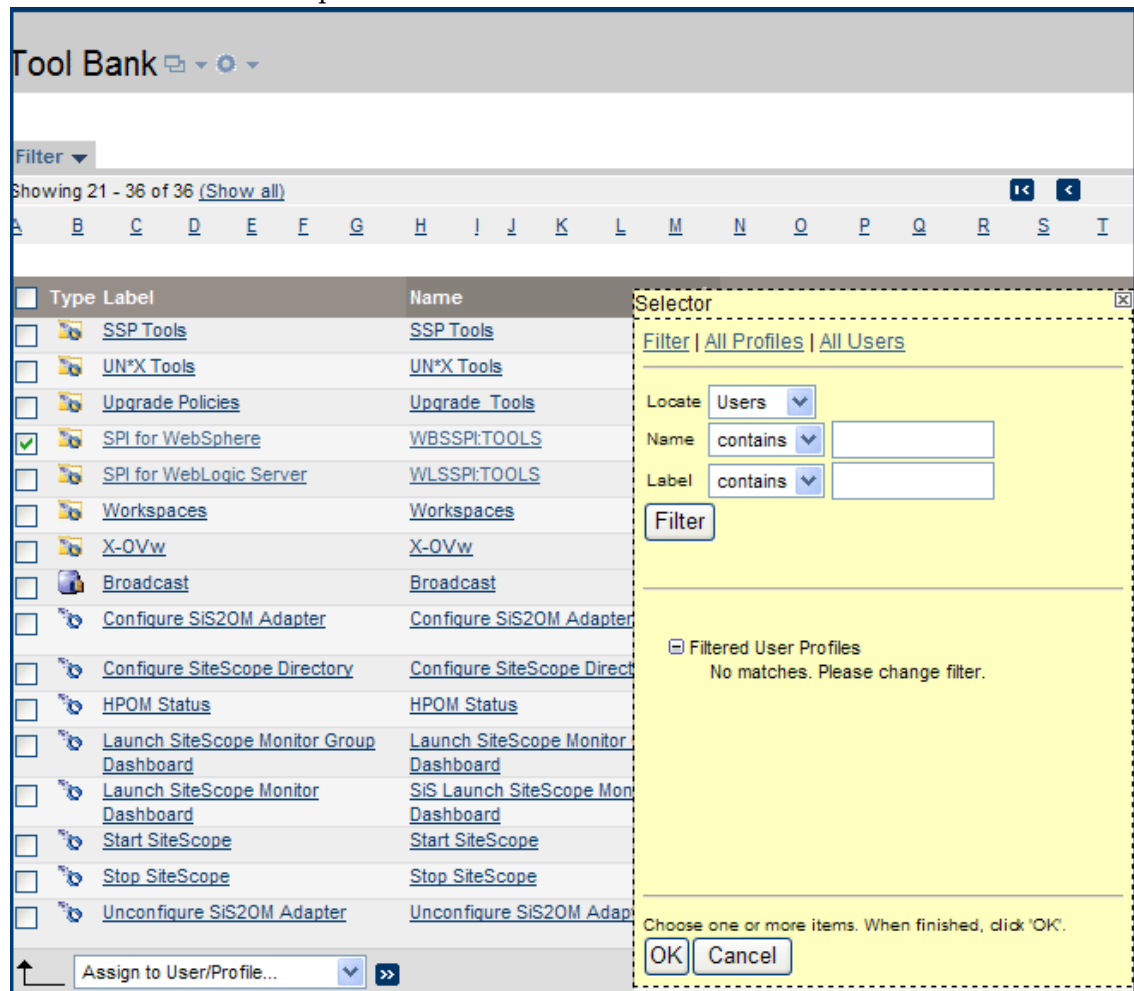 Tool Bank
Filter
Showing 21 - 36 of 36 (Show all)
A B C D E F G H I J K L M N O P Q R S T
Type Label Name
SSP Tools SSP Tools
UN*X Tools UN*X Tools
Upgrade Policies Upgrade_Tools
SPI for WebSphere WBSSPI:TOOLS
SPI for WebLogic Server WLSSPI:TOOLS
Workspaces Workspaces
X-OVw X-OVw
Broadcast Broadcast
Configure SiS2OM Adapter Configure SiS2OM Adapter
Configure SiteScope Directory Configure SiteScope Direct
HPOM Status HPOM Status
Launch SiteScope Monitor Group Launch SiteScope Monitor
Dashboard Dashboard
Launch SiteScope Monitor SiS Launch SiteScope Mon
Dashboard Dashboard
Start SiteScope Start SiteScope
Stop SiteScope Stop SiteScope
Unconfigure SiS2OM Adapter Unconfigure SiS2OM Adap
Assign to User/Profile...
Selector
Filter | All Profiles | All Users
Locate Users
Name contains
Label contains
Filter
Filtered User Profiles
No matches. Please change filter.
Choose one or more items. When finished, click 'OK'.
OK Cancel